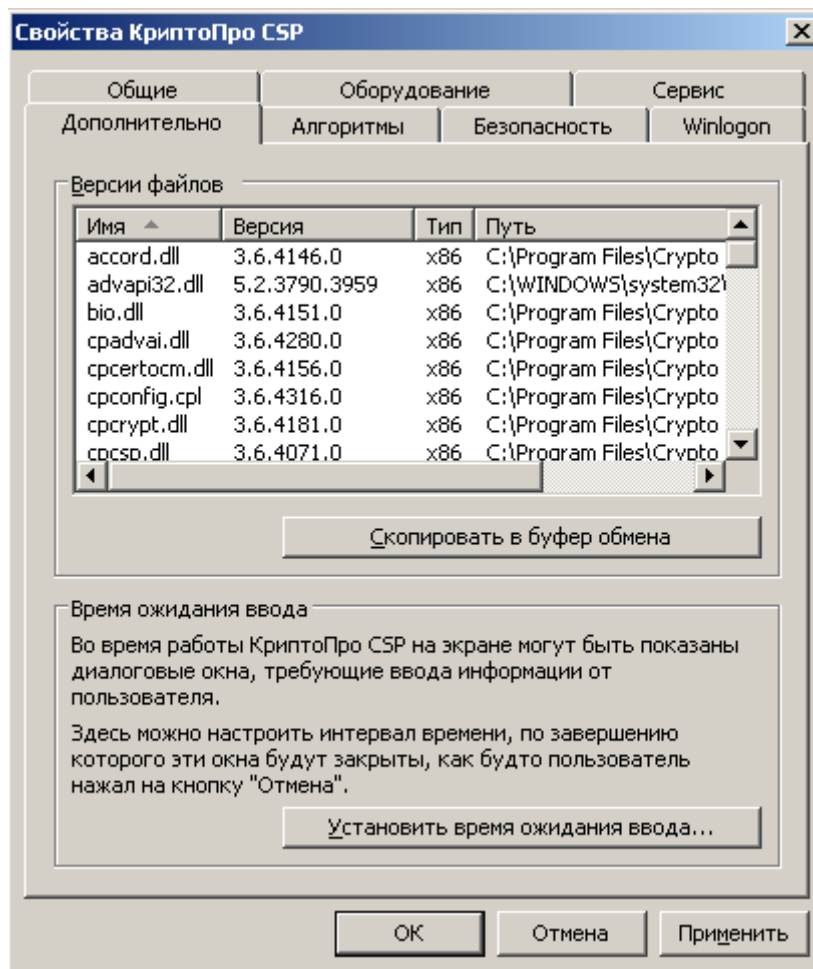 Свойства КриптоПро CSP
Общие Оборудование Сервис
Дополнительно Алгоритмы Безопасность Winlogon
Версии файлов
Имя Версия Тип Путь
accord.dll 3.6.4146.0 x86 C:\Program Files\Crypto
advapi32.dll 5.2.3790.3959 x86 C:\WINDOWS\system32\
bio.dll 3.6.4151.0 x86 C:\Program Files\Crypto
cpadvai.dll 3.6.4280.0 x86 C:\Program Files\Crypto
cpcertocm.dll 3.6.4156.0 x86 C:\Program Files\Crypto
cpconfig.cpl 3.6.4316.0 x86 C:\Program Files\Crypto
cpcrypt.dll 3.6.4181.0 x86 C:\Program Files\Crypto
cpcsp.dll 3.6.4071.0 x86 C:\Program Files\Crypto
Скопировать в буфер обмена
Время ожидания ввода
Во время работы КриптоПро CSP на экране могут быть показаны
диалоговые окна, требующие ввода информации от
пользователя.
Здесь можно настроить интервал времени, по завершению
которого эти окна будут закрыты, как будто пользователь
нажал на кнопку "Отмена".
Установить время ожидания ввода...
ОК Отмена Применить